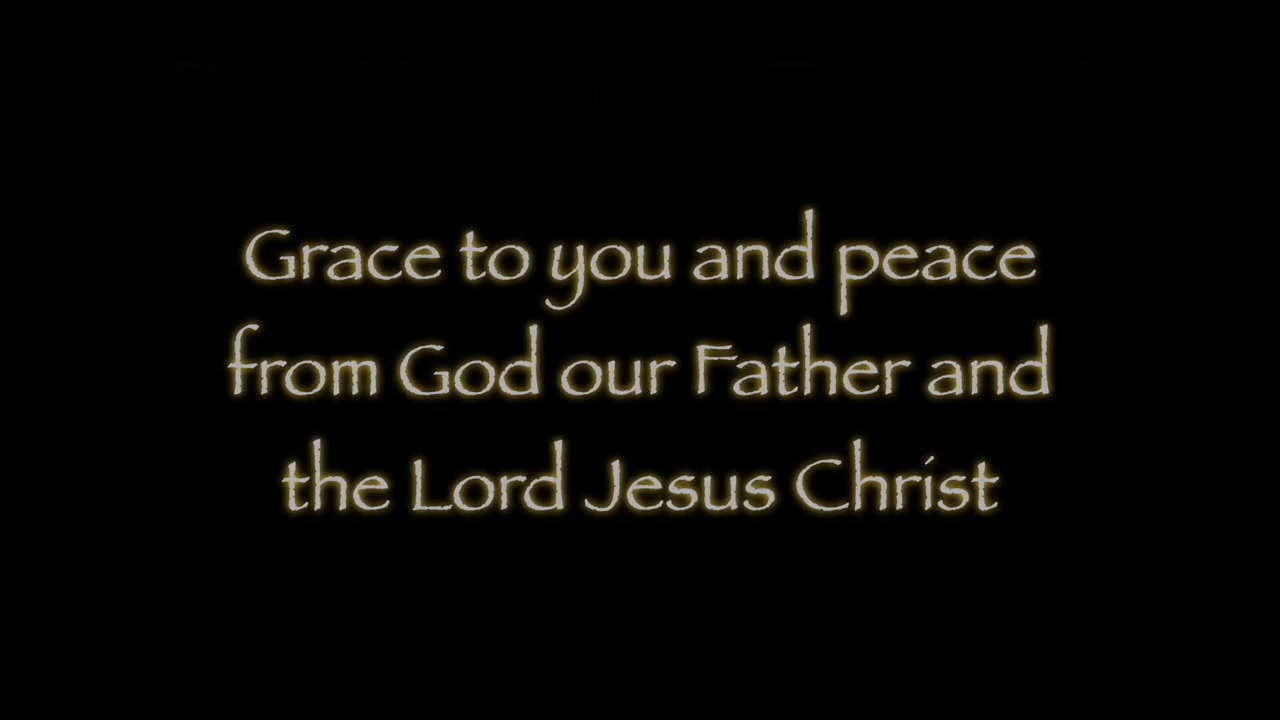 Grace to you and peace
from God our Father and
the Lord Jesus Christ